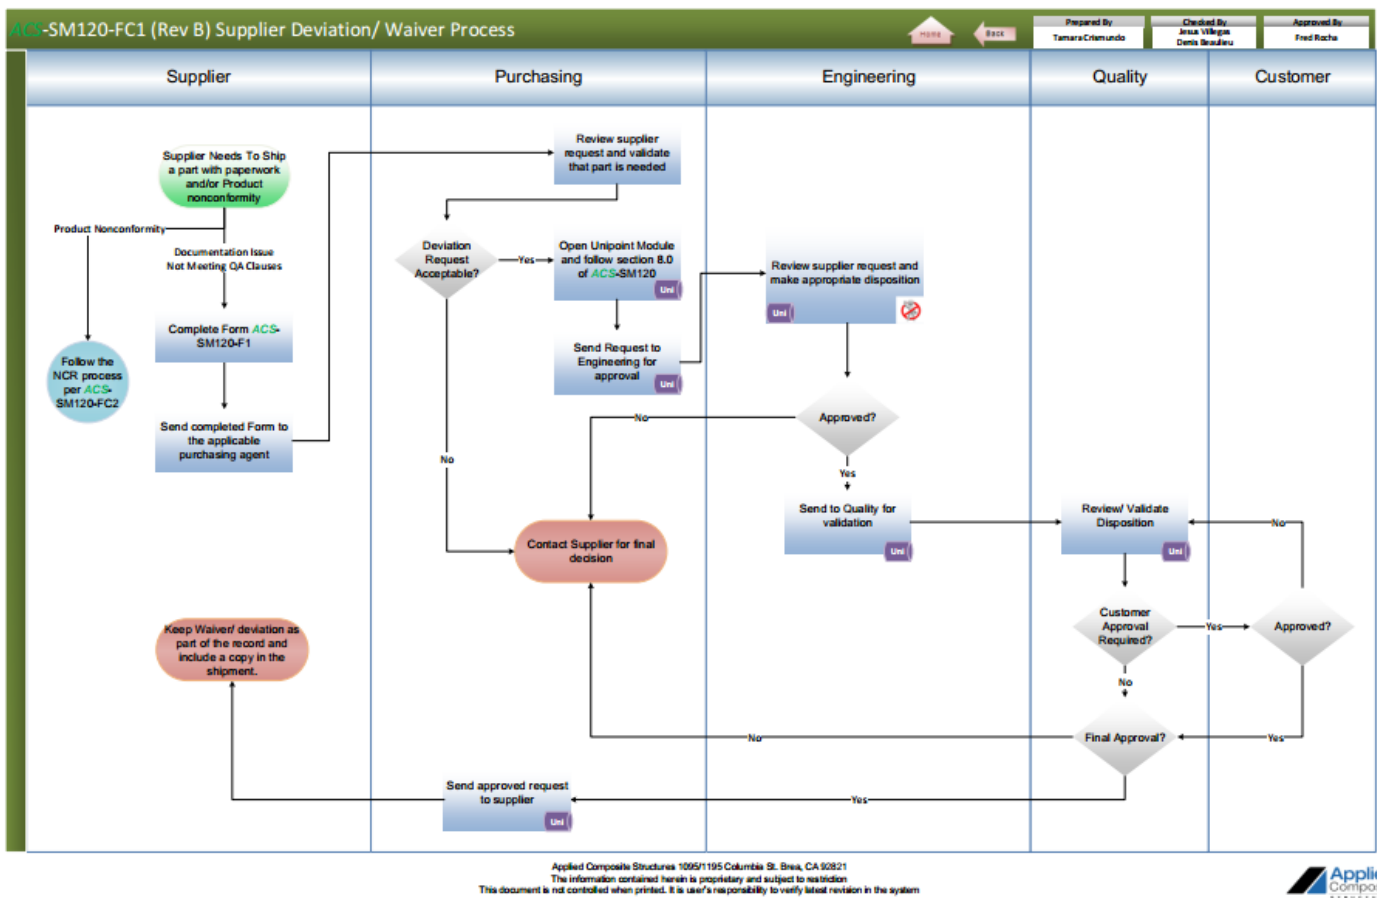 ACS-SM120-FC1 (Rev B) Supplier Deviation/ Waiver Process
Home
Back
Prepared By
Tamara Crismundo
Checked By
Jesus Villegas
Denis Beaulieu
Approved By
Fred Rocha
Supplier
Purchasing
Engineering
Quality
Customer
Supplier Needs To Ship
a part with paperwork
and/or Product
nonconformity
Product Nonconformity
Documentation Issue
Not Meeting QA Clauses
Follow the
NCR process
per ACS-
SM120-FC2
Complete Form ACS-
SM120-F1
Send completed Form to
the applicable
purchasing agent
Keep Waiver/ deviation as
part of the record and
include a copy in the
shipment.
Review supplier
request and validate
that part is needed
Deviation
Request
Acceptable?
Yes
Open Unipoint Module
and follow section 8.0
of ACS-SM120
Uni
Send Request to
Engineering for
approval
Uni
No
No
Contact Supplier for final
decision
Send approved request
to supplier
Uni
Review supplier request and
make appropriate disposition
Uni
Approved?
Yes
Send to Quality for
validation
Uni
No
Yes
Review/ Validate
Disposition
Uni
Customer
Approval
Required?
Yes
No
Final Approval?
No
Approved?
Yes
Applied Composite Structures 1095/1195 Columbia St. Brea, CA 92821
The information contained herein is proprietary and subject to restriction
This document is not controlled when printed. It is user's responsibility to verify latest revision in the system
Applie
Compo